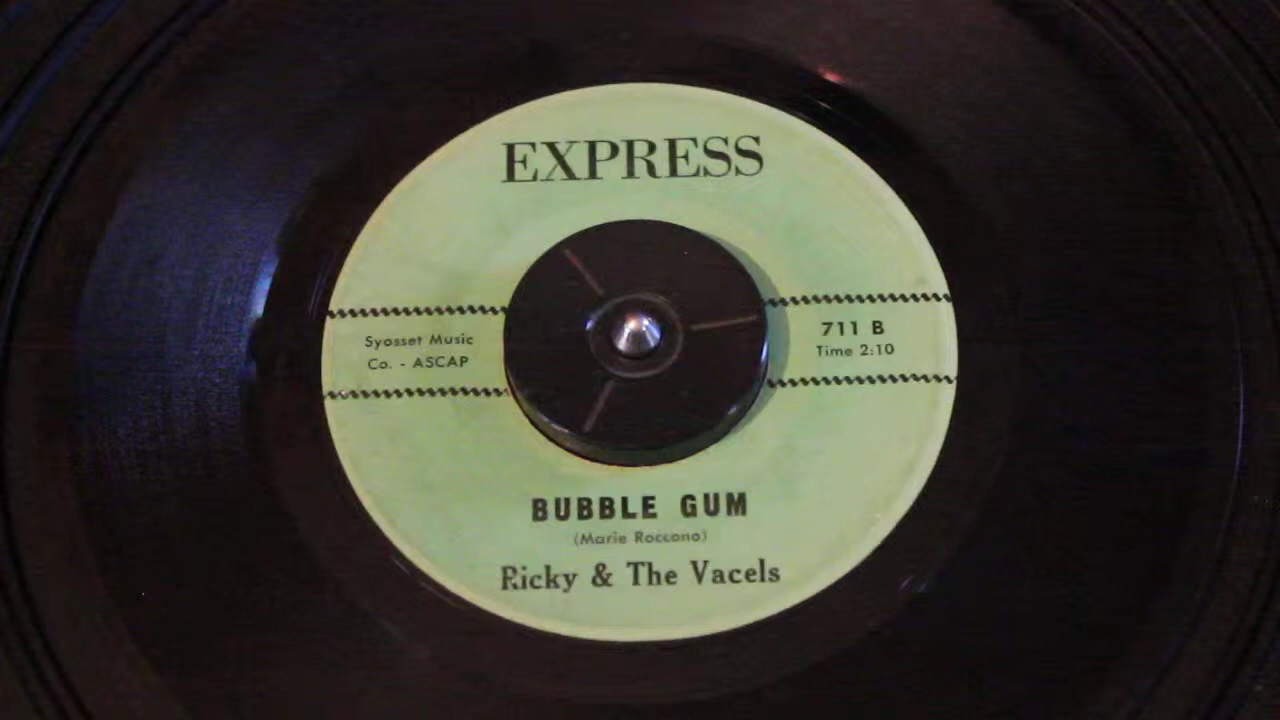 EXPRESS
Syosset Music
Co. - ASCAP
711 B
Time 2:10
BUBBLE GUM
(Marie Roccono)
Ricky & The Vacels